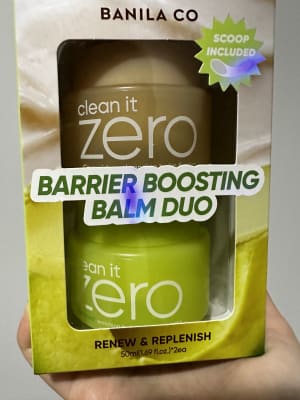 BANILA CO
SCOOP
INCLUDED
clean it
zero
BARRIER BOOSTING
BALM DUO
ean it
zero
RENEW & REPLENISH
50ml(1.69 fl.oz.)*2ea